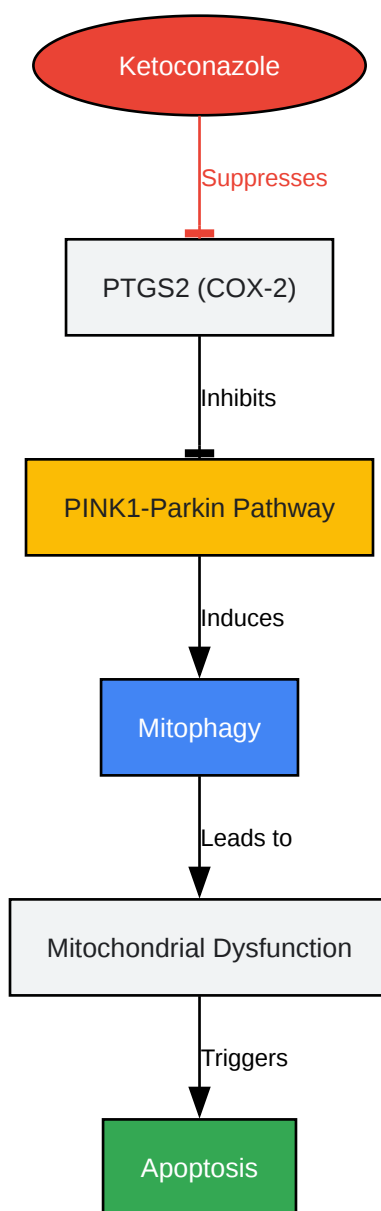 Ketoconazole
Suppresses
PTGS2 (COX-2)
Inhibits
PINK1-Parkin Pathway
Induces
Mitophagy
Leads to
Mitochondrial Dysfunction
Triggers
Apoptosis